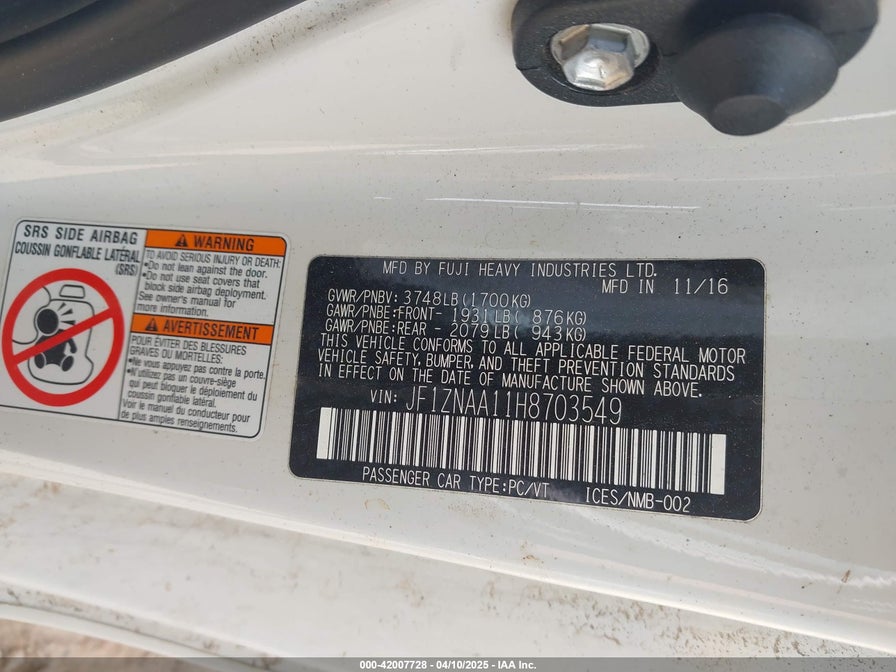 SRS SIDE AIRBAG
COUSSIN GONFLABLE LATÉRAL
(SRS)
WARNING
TO AVOID SERIOUS INJURY OR DEATH:
•Do not lean against the door.
•Do not use seat covers that
block side airbag deployment.
See owner's manual for
more information.
AVERTISSEMENT
POUR ÉVITER DES BLESSURES
GRAVES OU MORTELLES:
•Ne vous appuyez pas contre la porte.
•N'utilisez pas un couvre-siège
qui peut bloquer le déploiement
du coussin gonflable latéral.
Voir le manuel du conducteur pour
de plus amples informations.
MFD BY FUJI HEAVY INDUSTRIES LTD.
MFD IN 11/16
GVWR/PNBV: 3748LB(1700KG)
GAWR/PNBE:FRONT- 1931LB( 876KG)
GAWR/PNBE:REAR - 2079LB( 943KG)
THIS VEHICLE CONFORMS TO ALL APPLICABLE FEDERAL MOTOR
VEHICLE SAFETY, BUMPER, AND THEFT PREVENTION STANDARDS
IN EFFECT ON THE DATE OF MANUFACTURE SHOWN ABOVE.
VIN: JF1ZNAA11H8703549
PASSENGER CAR TYPE:PC/VT ICES/NMB-002
000-42007728 - 04/10/2025 - IAA Inc.